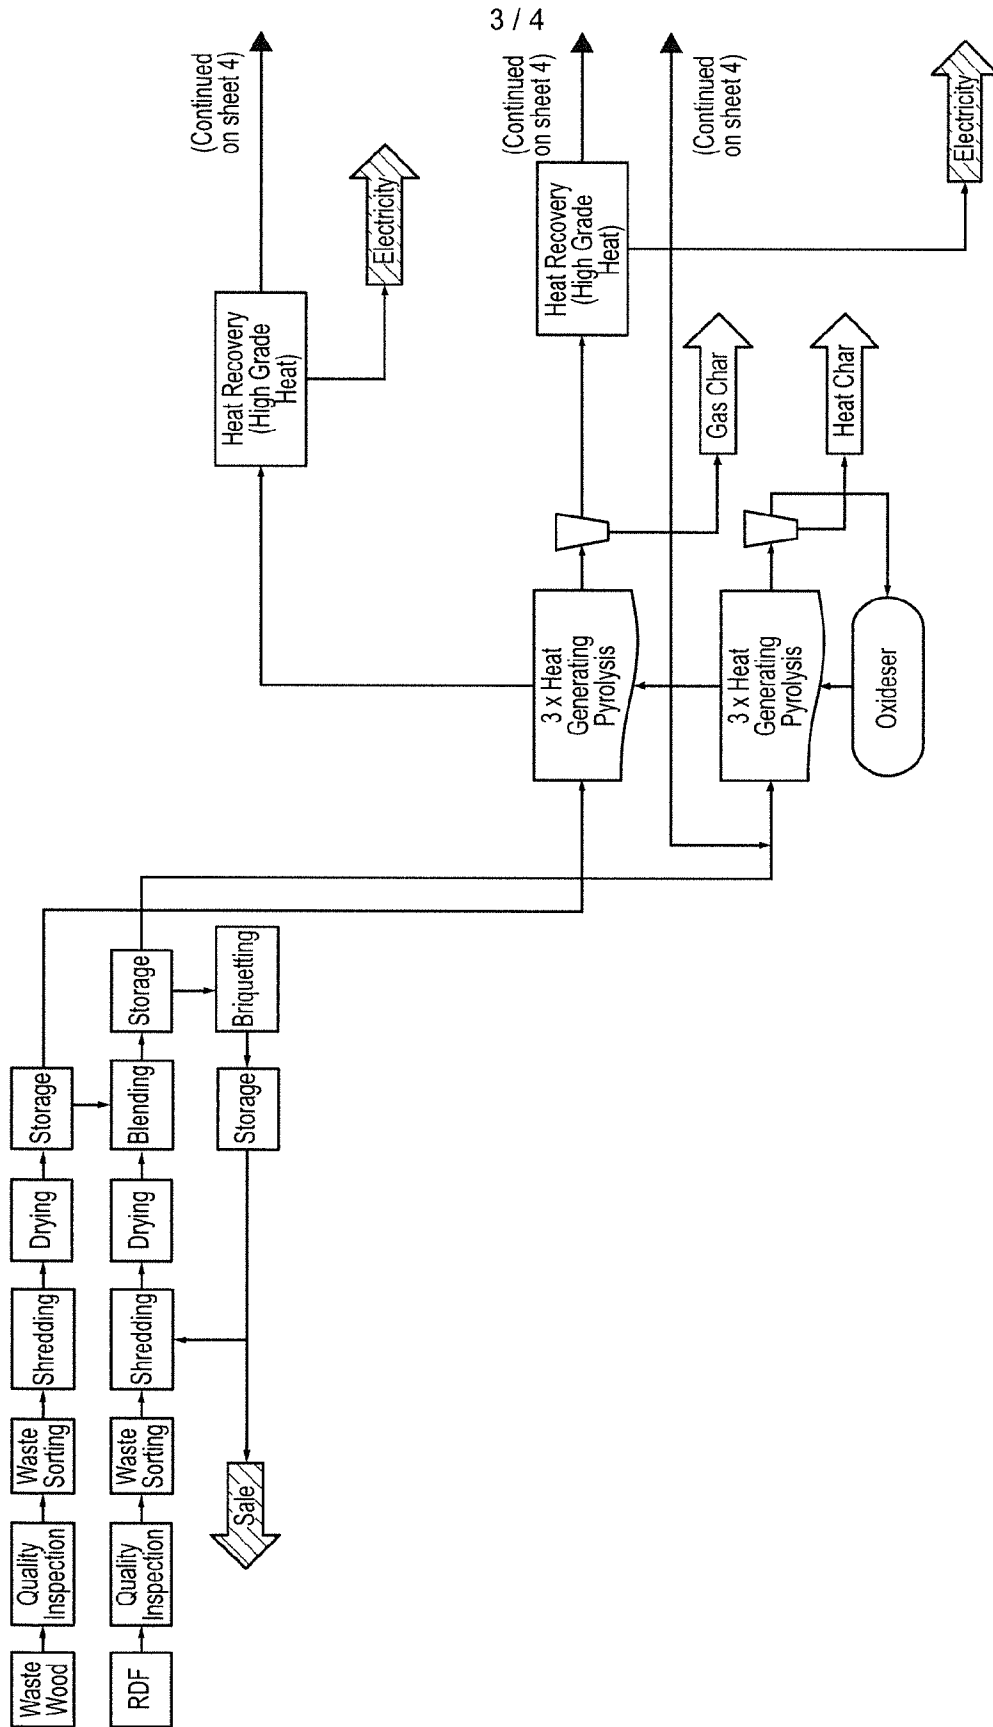 3 / 4
Waste
Wood
Quality
Inspection
Waste
Sorting
Shredding
Drying
Storage
RDF
Quality
Inspection
Waste
Sorting
Shredding
Drying
Blending
Storage
Sale
Storage
Briquetting
Heat Recovery
(High Grade
Heat)
(Continued
on sheet 4)
Electricity
3 x Heat
Generating
Pyrolysis
Heat Recovery
(High Grade
Heat)
(Continued
on sheet 4)
Gas Char
(Continued
on sheet 4)
3 x Heat
Generating
Pyrolysis
Heat Char
Oxideser
Electricity